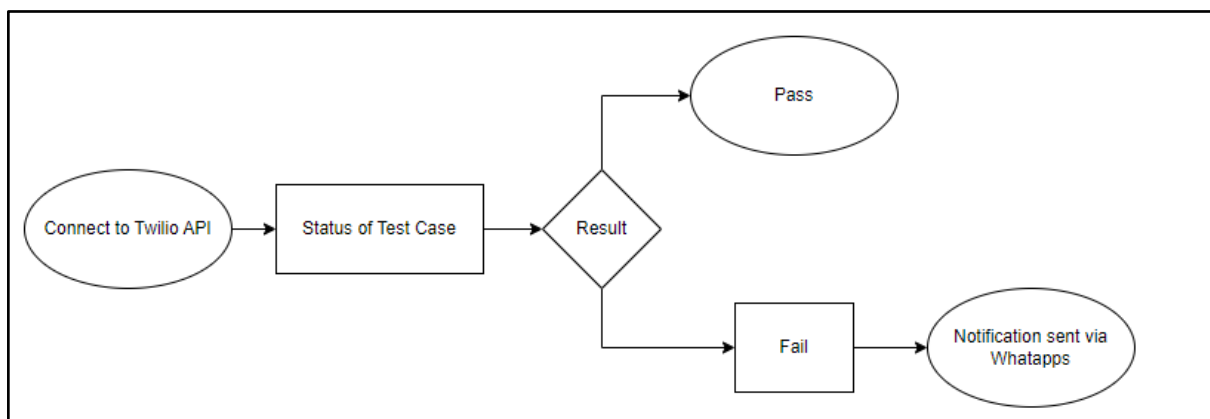 Pass
Connect to Twilio API
Status of Test Case
Result
Fail
Notification sent via
Whatapps